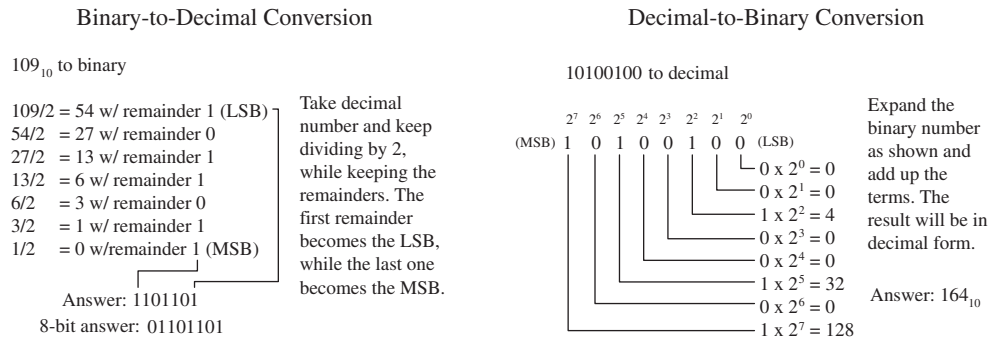 Binary-to-Decimal Conversion
109₁₀ to binary
109/2 = 54 w/ remainder 1 (LSB)
54/2 = 27 w/ remainder 0
27/2 = 13 w/ remainder 1
13/2 = 6 w/ remainder 1
6/2 = 3 w/ remainder 0
3/2 = 1 w/ remainder 1
1/2 = 0 w/remainder 1 (MSB)
Answer: 1101101
8-bit answer: 01101101
Take decimal
number and keep
dividing by 2,
while keeping the
remainders. The
first remainder
becomes the LSB,
while the last one
becomes the MSB.
Decimal-to-Binary Conversion
10100100 to decimal
2⁷ 2⁶ 2⁵ 2⁴ 2³ 2² 2¹ 2⁰
(MSB) 1 0 1 0 0 1 0 0 (LSB)
0 x 2⁰ = 0
0 x 2¹ = 0
1 x 2² = 4
0 x 2³ = 0
0 x 2⁴ = 0
1 x 2⁵ = 32
0 x 2⁶ = 0
1 x 2⁷ = 128
Expand the
binary number
as shown and
add up the
terms. The
result will be in
decimal form.
Answer: 164₁₀